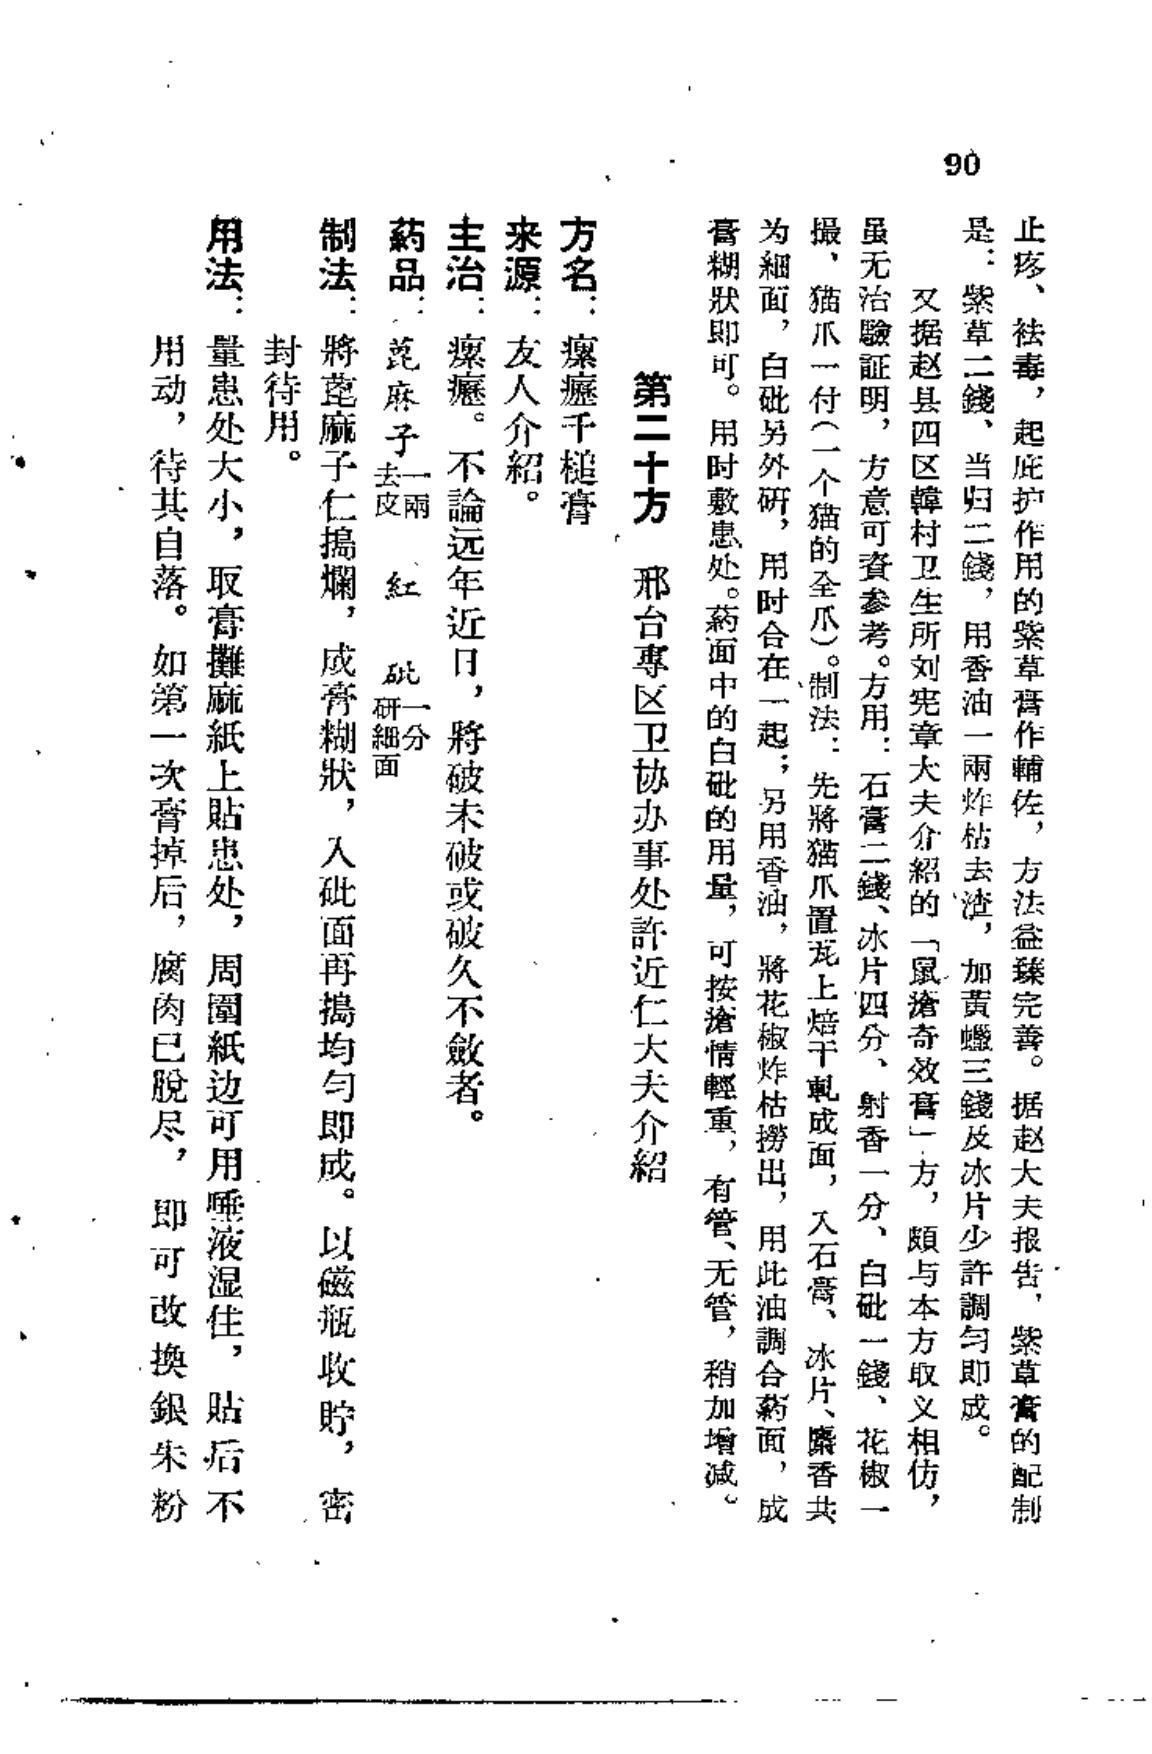 90
止疼、祛毒，起庇护作用的紫草膏作輔佐，方法益臻完善。据赵大夫报告，紫草膏的配制
是：紫草二錢、当归二錢，用香油一兩炸枯去渣，加黃蠟三錢及冰片少許調匀即成。
又据赵县四区韓村卫生所刘宪章大夫介紹的「鼠瘡奇效膏」方，頗与本方取义相仿，
虽无治驗証明，方意可資参考。方用：石膏二錢、冰片四分、射香一分、白砒一錢、花椒一
撮，猫爪一付（一个猫的全爪）。制法：先將猫爪置瓦上焙干軋成面，入石膏、冰片、麝香共
为細面，白砒另外研，用时合在一起；另用香油，將花椒炸枯撈出，用此油調合葯面，成
膏糊狀即可。用时敷患处。葯面中的白砒的用量，可按瘡情輕重，有管、无管，稍加增减。
第二十方　邢台專区卫协办事处許近仁大夫介紹
方名：瘰癧千槌膏
来源：友人介紹。
主治：瘰癧。不論远年近日，將破未破或破久不斂者。
葯品：萞麻子一兩去皮　紅砒一分研細面
制法：將萞麻子仁搗爛，成膏糊狀，入砒面再搗均匀即成。以磁瓶收貯，密
封待用。
用法：量患处大小，取膏攤麻紙上貼患处，周圍紙边可用唾液湿住，貼后不
用动，待其自落。如第一次膏掉后，腐肉已脫尽，即可改換銀朱粉